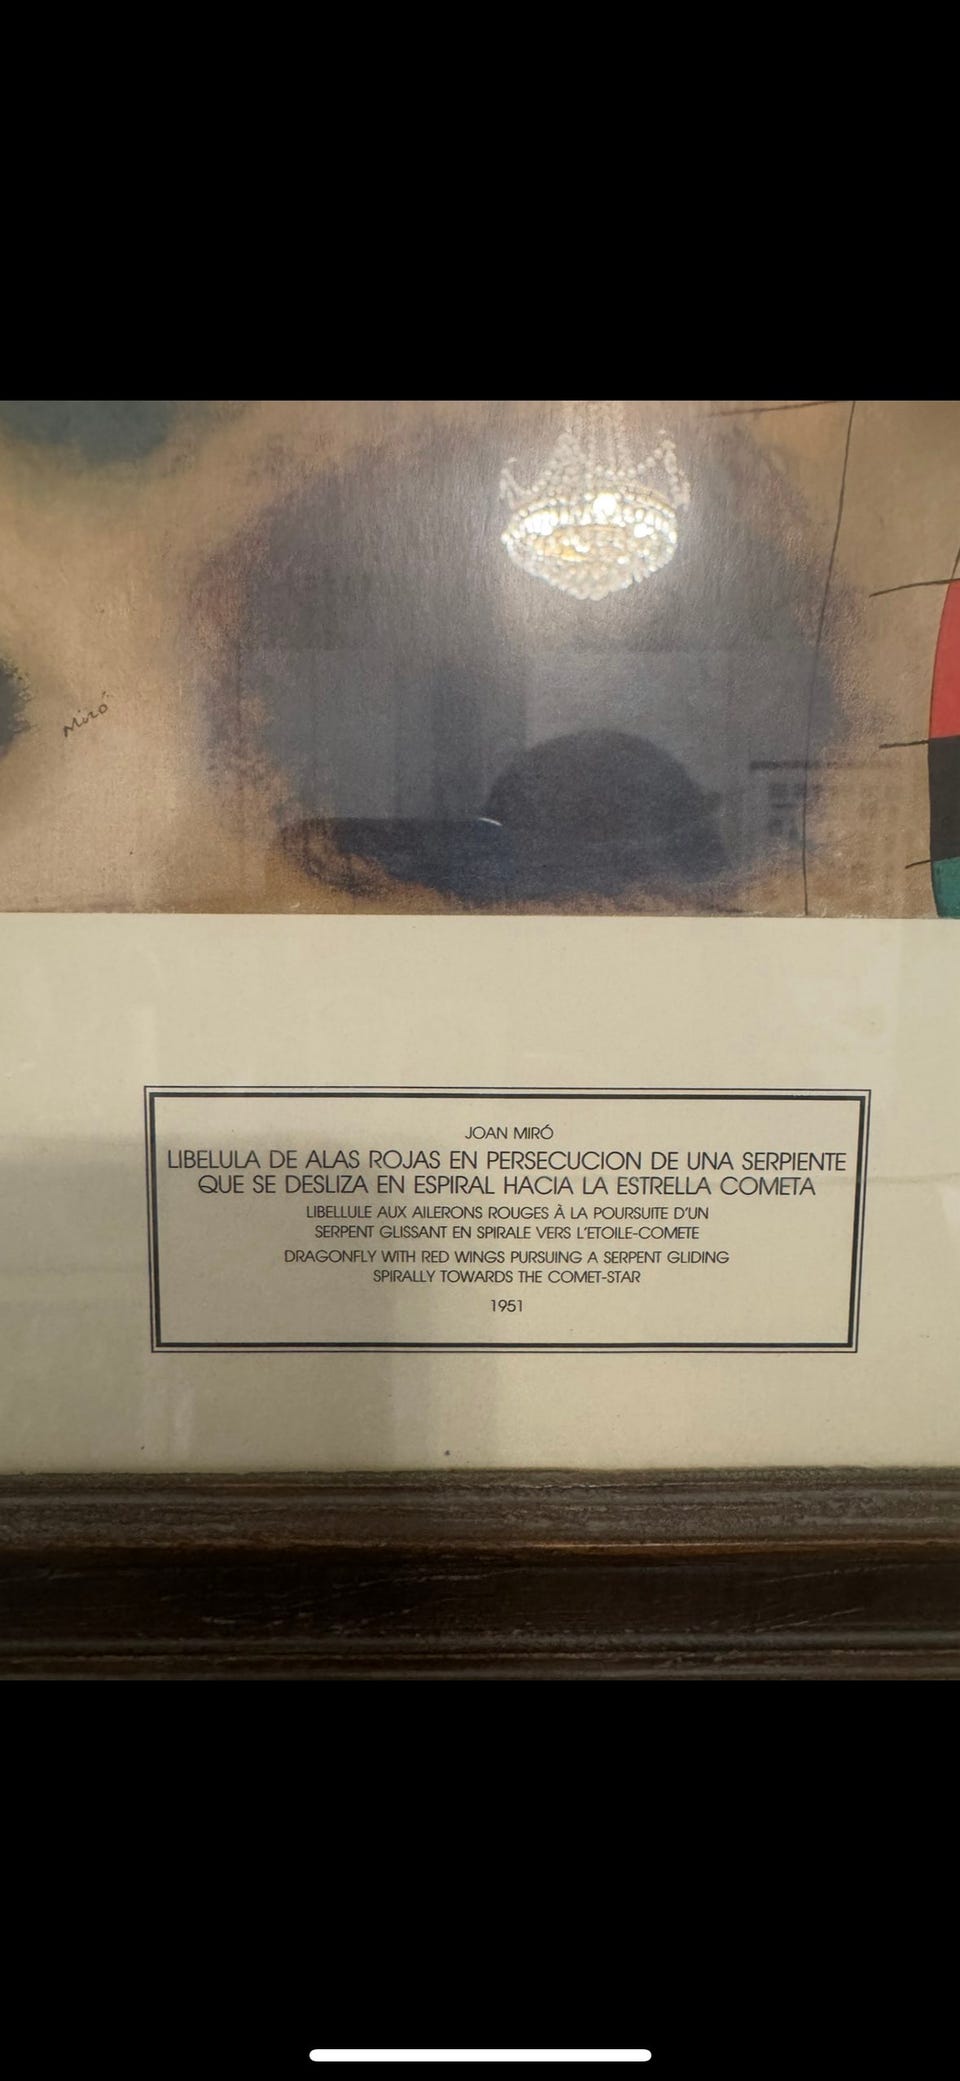 Miró
JOAN MIRÓ
LIBELULA DE ALAS ROJAS EN PERSECUCION DE UNA SERPIENTE
QUE SE DESLIZA EN ESPIRAL HACIA LA ESTRELLA COMETA
LIBELLULE AUX AILERONS ROUGES À LA POURSUITE D'UN
SERPENT GLISSANT EN SPIRALE VERS L'ETOILE-COMETE
DRAGONFLY WITH RED WINGS PURSUING A SERPENT GLIDING
SPIRALLY TOWARDS THE COMET-STAR
1951